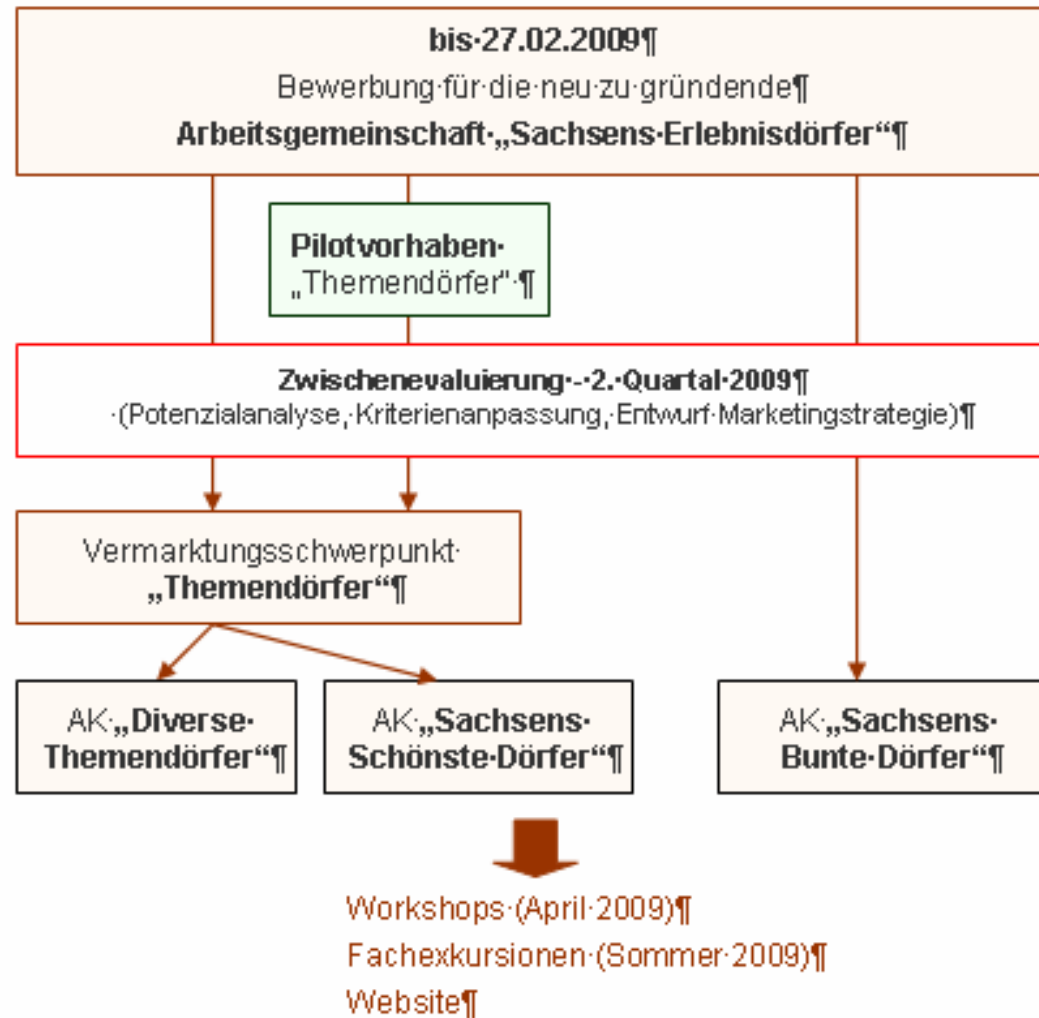 bis·27.02.2009¶
Bewerbung·für·die·neu·zu·gründende¶
Arbeitsgemeinschaft·„Sachsens·Erlebnisdörfer“¶
Pilotvorhaben·
„Themendörfer"·¶
Zwischenevaluierung·-·2.·Quartal·2009¶
·(Potenzialanalyse,·Kriterienanpassung,·Entwurf·Marketingstrategie)¶
Vermarktungsschwerpunkt·
„Themendörfer“¶
AK·„Diverse·
Themendörfer“¶
AK·„Sachsens·
Schönste·Dörfer“¶
AK·„Sachsens·
Bunte·Dörfer“¶
Workshops·(April·2009)¶
Fachexkursionen·(Sommer·2009)¶
Website¶